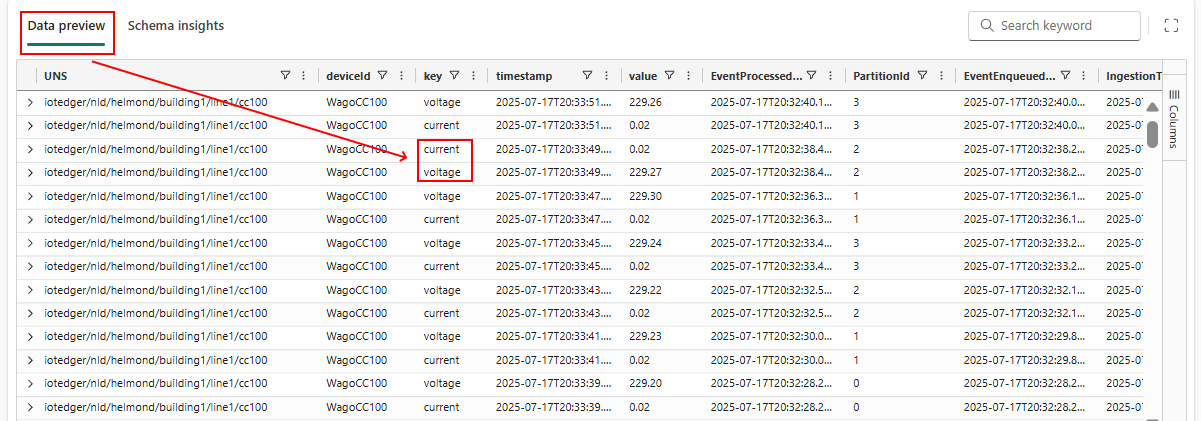 Data preview Schema insights Search keyword
UNS deviceId key timestamp value EventProcessed... PartitionId EventEnqueued... IngestionT
iotedger/nld/helmond/building1/line1/cc100 WagoCC100 voltage 2025-07-17T20:33:51.... 229.26 2025-07-17T20:32:40.1... 3 2025-07-17T20:32:40.0... 2025-07
iotedger/nld/helmond/building1/line1/cc100 WagoCC100 current 2025-07-17T20:33:51.... 0.02 2025-07-17T20:32:40.1... 3 2025-07-17T20:32:40.0... 2025-07
iotedger/nld/helmond/building1/line1/cc100 WagoCC100 current 2025-07-17T20:33:49.... 0.02 2025-07-17T20:32:38.4... 2 2025-07-17T20:32:38.2... 2025-07
iotedger/nld/helmond/building1/line1/cc100 WagoCC100 voltage 2025-07-17T20:33:49.... 229.27 2025-07-17T20:32:38.4... 2 2025-07-17T20:32:38.2... 2025-07
iotedger/nld/helmond/building1/line1/cc100 WagoCC100 voltage 2025-07-17T20:33:47.... 229.30 2025-07-17T20:32:36.3... 1 2025-07-17T20:32:36.1... 2025-07
iotedger/nld/helmond/building1/line1/cc100 WagoCC100 current 2025-07-17T20:33:47.... 0.02 2025-07-17T20:32:36.3... 1 2025-07-17T20:32:36.1... 2025-07
iotedger/nld/helmond/building1/line1/cc100 WagoCC100 voltage 2025-07-17T20:33:45.... 229.24 2025-07-17T20:32:33.4... 3 2025-07-17T20:32:33.2... 2025-07
iotedger/nld/helmond/building1/line1/cc100 WagoCC100 current 2025-07-17T20:33:45.... 0.02 2025-07-17T20:32:33.4... 3 2025-07-17T20:32:33.2... 2025-07
iotedger/nld/helmond/building1/line1/cc100 WagoCC100 voltage 2025-07-17T20:33:43.... 229.22 2025-07-17T20:32:32.5... 2 2025-07-17T20:32:32.1... 2025-07
iotedger/nld/helmond/building1/line1/cc100 WagoCC100 current 2025-07-17T20:33:43.... 0.02 2025-07-17T20:32:32.5... 2 2025-07-17T20:32:32.1... 2025-07
iotedger/nld/helmond/building1/line1/cc100 WagoCC100 voltage 2025-07-17T20:33:41.... 229.23 2025-07-17T20:32:30.0... 1 2025-07-17T20:32:29.8... 2025-07
iotedger/nld/helmond/building1/line1/cc100 WagoCC100 current 2025-07-17T20:33:41.... 0.02 2025-07-17T20:32:30.0... 1 2025-07-17T20:32:29.8... 2025-07
iotedger/nld/helmond/building1/line1/cc100 WagoCC100 voltage 2025-07-17T20:33:39.... 229.20 2025-07-17T20:32:28.2... 0 2025-07-17T20:32:28.2... 2025-07
iotedger/nld/helmond/building1/line1/cc100 WagoCC100 current 2025-07-17T20:33:39.... 0.02 2025-07-17T20:32:28.2... 0 2025-07-17T20:32:28.2... 2025-07
Columns